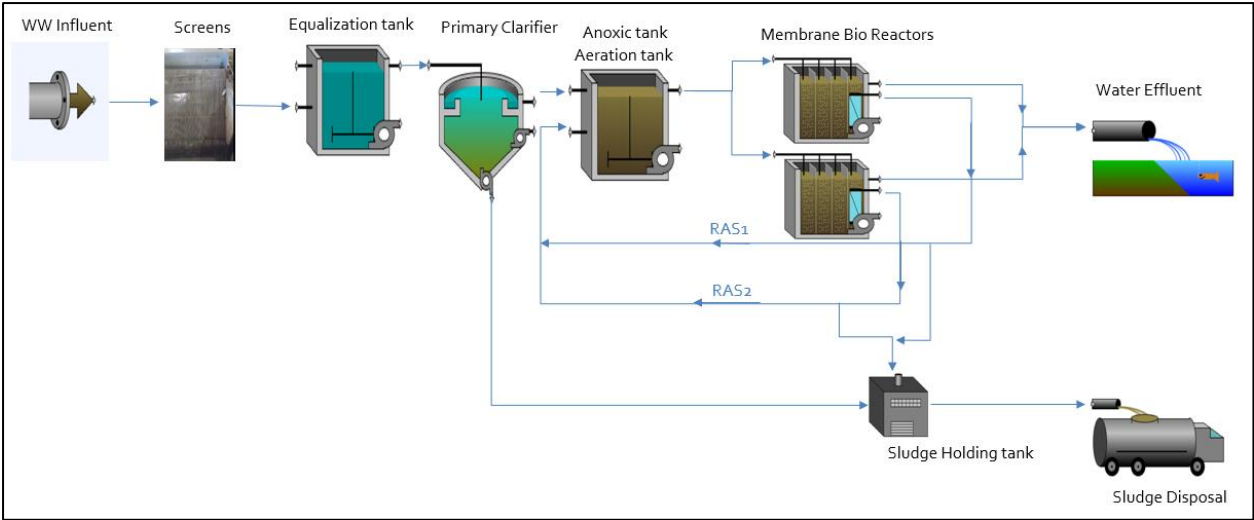 WW Influent
Screens
Equalization tank
Primary Clarifier
Anoxic tank
Aeration tank
Membrane Bio Reactors
Water Effluent
RAS1
RAS2
Sludge Holding tank
Sludge Disposal